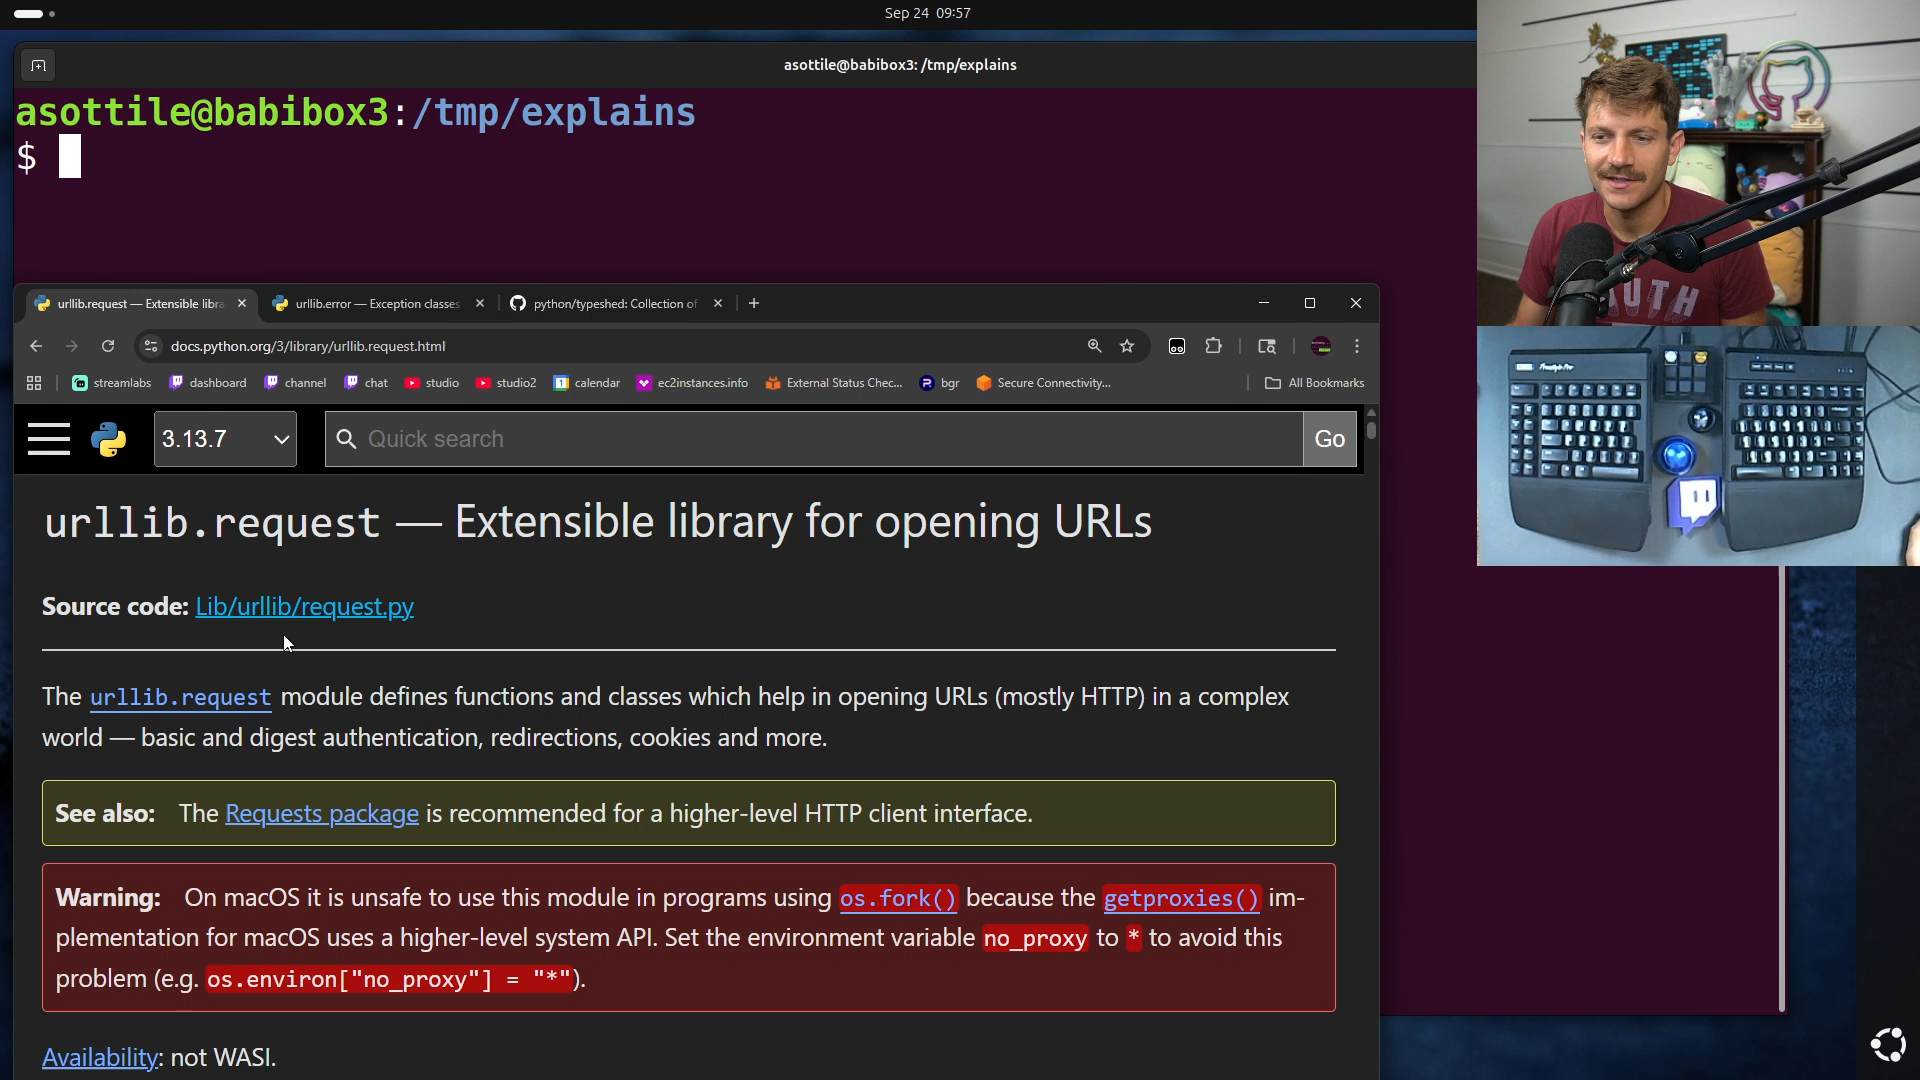 Sep 24 09:57
asottile@babibox3: /tmp/explains
asottile@babibox3:/tmp/explains
$
urllib.request — Extensible libra
urllib.error — Exception classes
python/typeshed: Collection of
docs.python.org/3/library/urllib.request.html
streamlabs
dashboard
channel
chat
studio
studio2
calendar
ec2instances.info
External Status Chec...
bgr
Secure Connectivity...
All Bookmarks
3.13.7
Quick search
Go
urllib.request — Extensible library for opening URLs
Source code: Lib/urllib/request.py
The urllib.request module defines functions and classes which help in opening URLs (mostly HTTP) in a complex
world — basic and digest authentication, redirections, cookies and more.
See also: The Requests package is recommended for a higher-level HTTP client interface.
Warning: On macOS it is unsafe to use this module in programs using os.fork() because the getproxies() im-
plementation for macOS uses a higher-level system API. Set the environment variable no_proxy to * to avoid this
problem (e.g. os.environ["no_proxy"] = "*").
Availability: not WASI.
Freestyle Pro